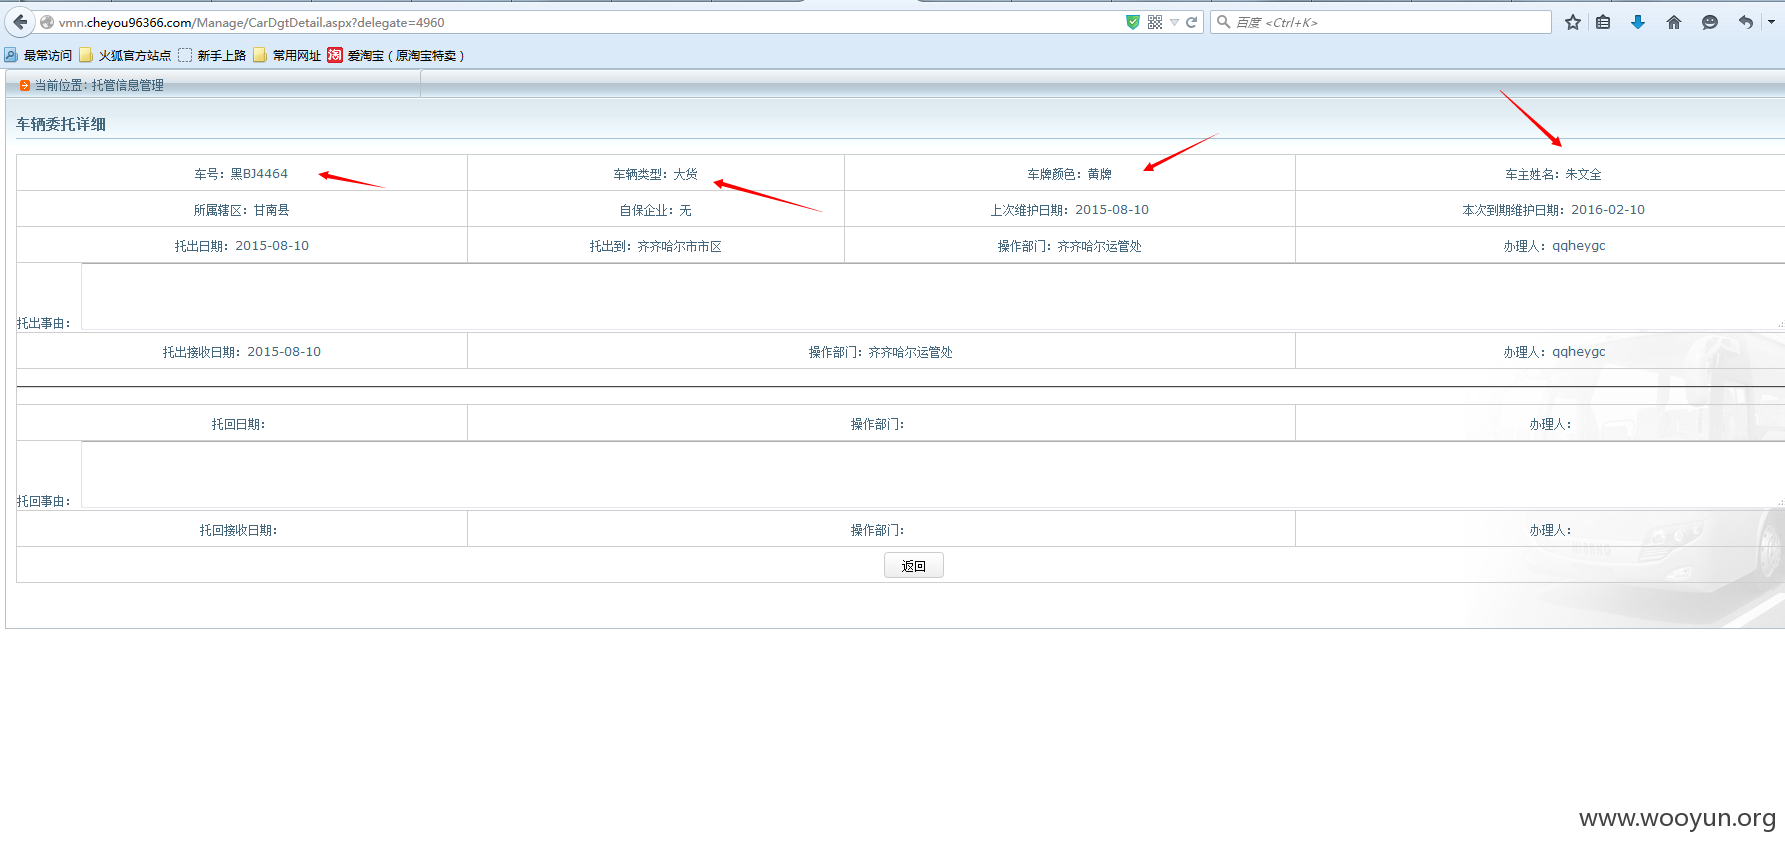 vmn.cheyou96366.com/Manage/CarDgtDetail.aspx?delegate=4960
百度 <Ctrl+K>
最常访问 火狐官方站点 新手上路 常用网址 淘 爱淘宝（原淘宝特卖）
当前位置：托管信息管理
车辆委托详细
车号：黑BJ4464 车辆类型：大货 车牌颜色：黄牌 车主姓名：朱文全
所属辖区：甘南县 自保企业：无 上次维护日期：2015-08-10 本次到期维护日期：2016-02-10
托出日期：2015-08-10 托出到：齐齐哈尔市市区 操作部门：齐齐哈尔运管处 办理人：qqheygc
托出事由：
托出接收日期：2015-08-10 操作部门：齐齐哈尔运管处 办理人：qqheygc
托回日期： 操作部门： 办理人：
托回事由：
托回接收日期： 操作部门： 办理人：
返回
www.wooyun.org